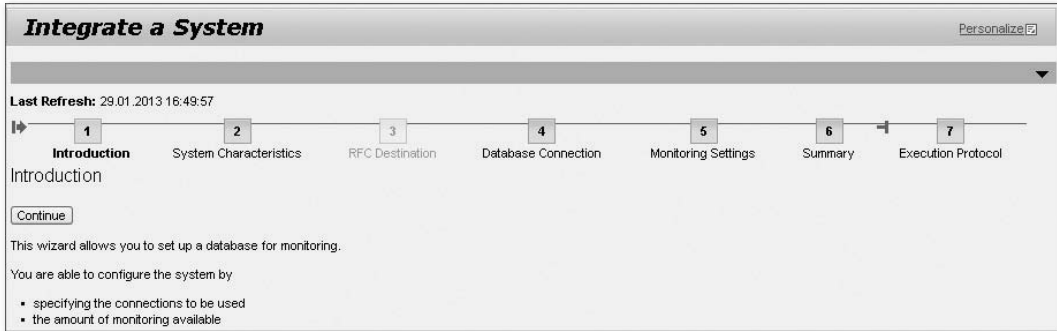 Integrate a System
Personalize
Last Refresh: 29.01.2013 16:49:57
1 2 3 4 5 6 7
Introduction System Characteristics RFC Destination Database Connection Monitoring Settings Summary Execution Protocol
Introduction
Continue
This wizard allows you to set up a database for monitoring.
You are able to configure the system by
▪ specifying the connections to be used
▪ the amount of monitoring available